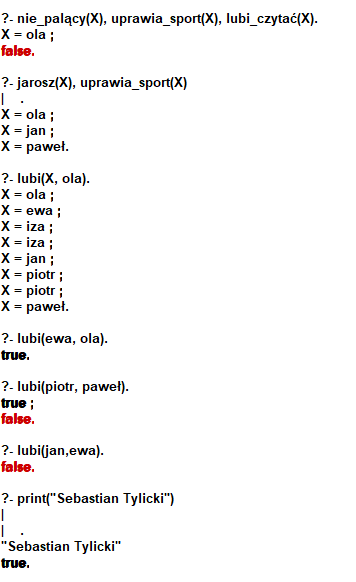 ?- nie_palący(X), uprawia_sport(X), lubi_czytać(X).
X = ola ;
false.
?- jarosz(X), uprawia_sport(X)
|    .
X = ola ;
X = jan ;
X = paweł.
?- lubi(X, ola).
X = ola ;
X = ewa ;
X = iza ;
X = iza ;
X = jan ;
X = piotr ;
X = piotr ;
X = paweł.
?- lubi(ewa, ola).
true.
?- lubi(piotr, paweł).
true ;
false.
?- lubi(jan,ewa).
false.
?- print("Sebastian Tylicki")
|
|    .
"Sebastian Tylicki"
true.